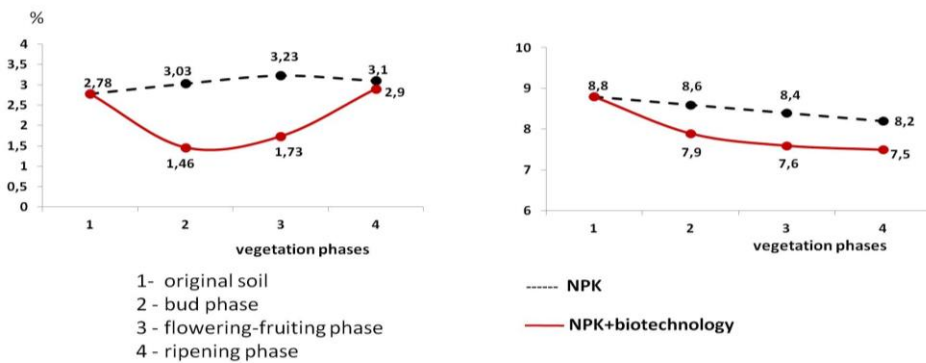 %
4
3,5
3
2,5
2
1,5
1
0,5
0
2,78
3,03
3,23
3,1
2,9
1,46
1,73
1 2 3 4
vegetation phases
1- original soil
2 - bud phase
3 - flowering-fruiting phase
4 - ripening phase
10
9
8
7
6
8,8
8,6
8,4
8,2
7,9
7,6
7,5
1 2 3 4
vegetation phases
NPK
NPK+biotechnology